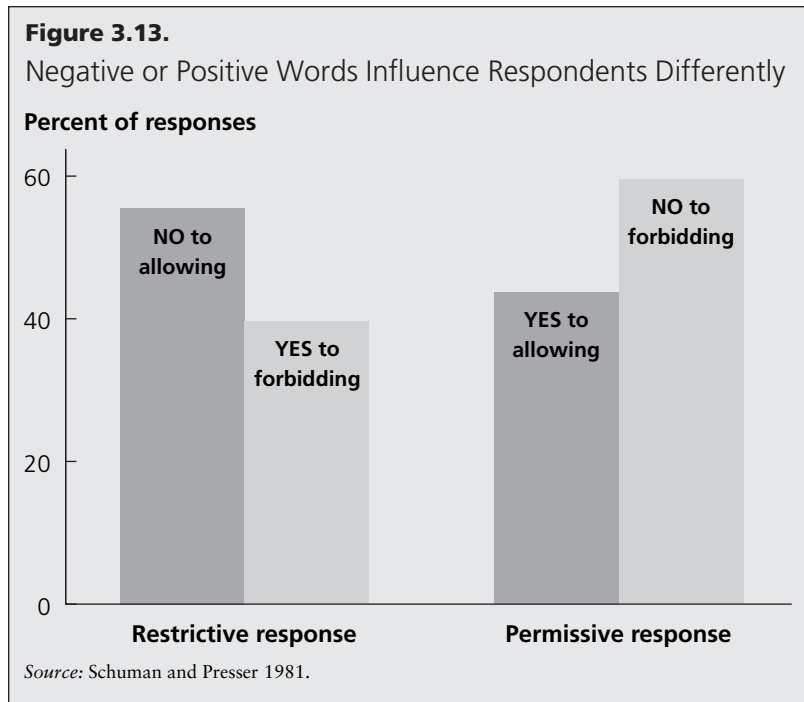 Figure 3.13.
Negative or Positive Words Influence Respondents Differently
Percent of responses
60
40
20
0
NO to
allowing
YES to
forbidding
YES to
allowing
NO to
forbidding
Restrictive response
Permissive response
Source: Schuman and Presser 1981.